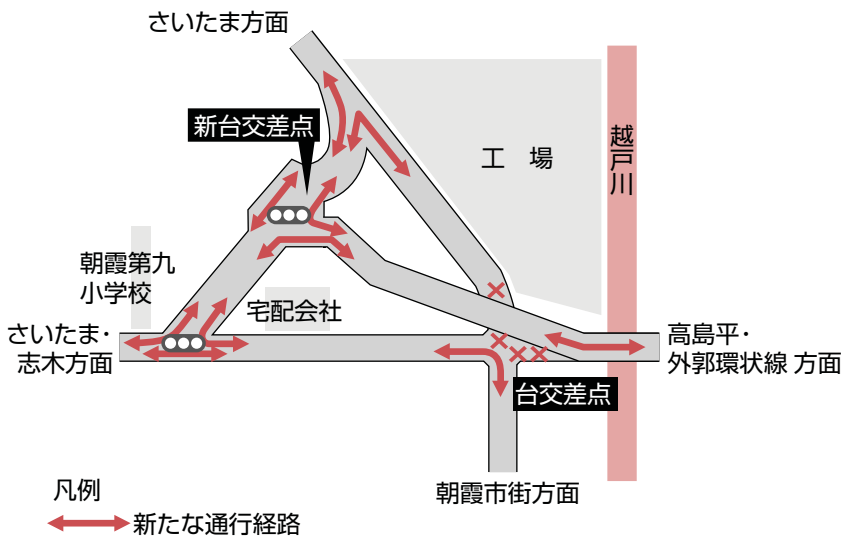 さいたま方面
新台交差点
工 場
越戸川
朝霞第九
小学校
宅配会社
さいたま・
志木方面
高島平・
外郭環状線 方面
台交差点
朝霞市街方面
凡例
新たな通行経路